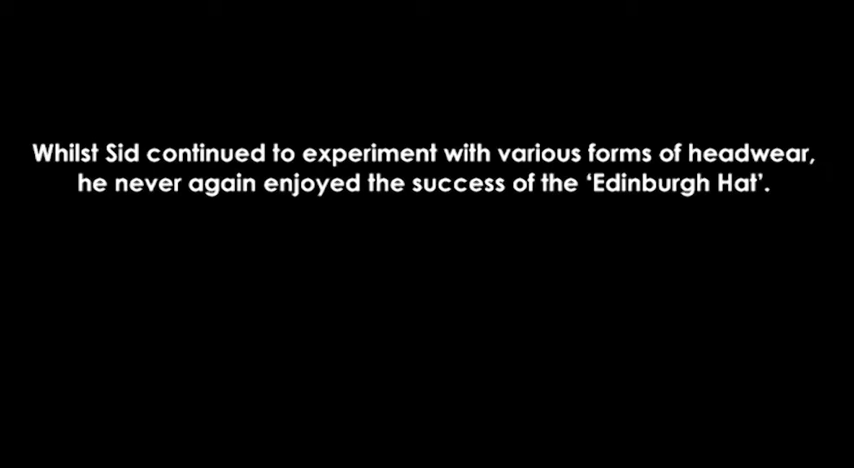 Whilst Sid continued to experiment with various forms of headwear,
he never again enjoyed the success of the ‘Edinburgh Hat’.